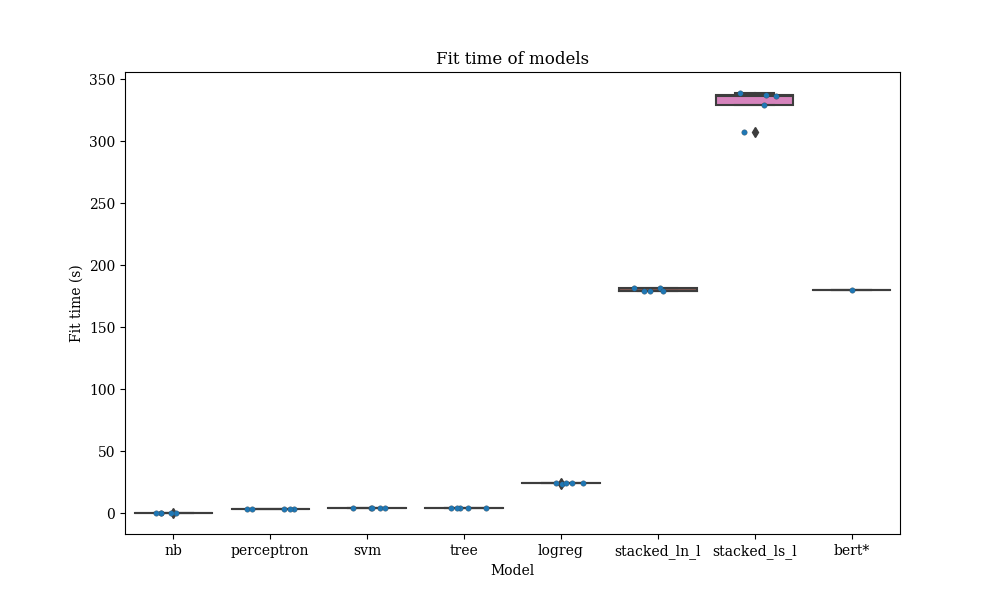 Fit time of models
Fit time (s)
350
300
250
200
150
100
50
0
nb perceptron svm tree logreg stacked_ln_l stacked_ls_l bert*
Model